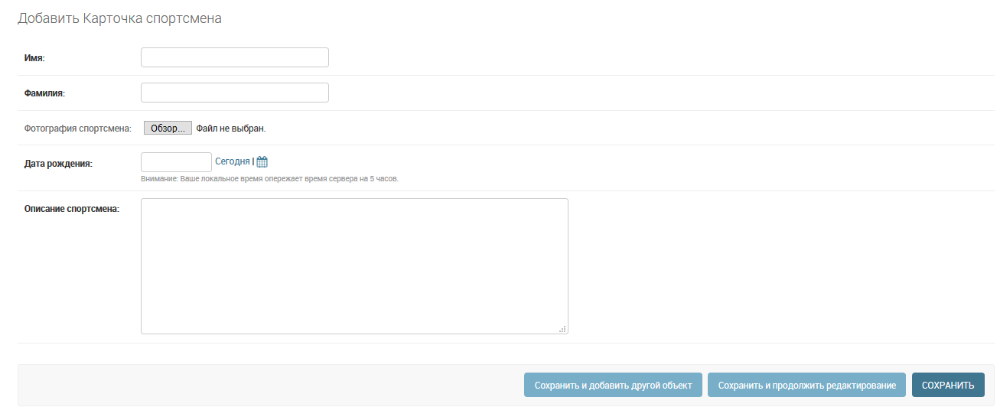 Добавить Карточка спортсмена
Имя:
Фамилия:
Фотография спортсмена: Обзор... Файл не выбран.
Дата рождения: Сегодня |
Внимание: Ваше локальное время опережает время сервера на 5 часов.
Описание спортсмена:
Сохранить и добавить другой объект Сохранить и продолжить редактирование СОХРАНИТЬ